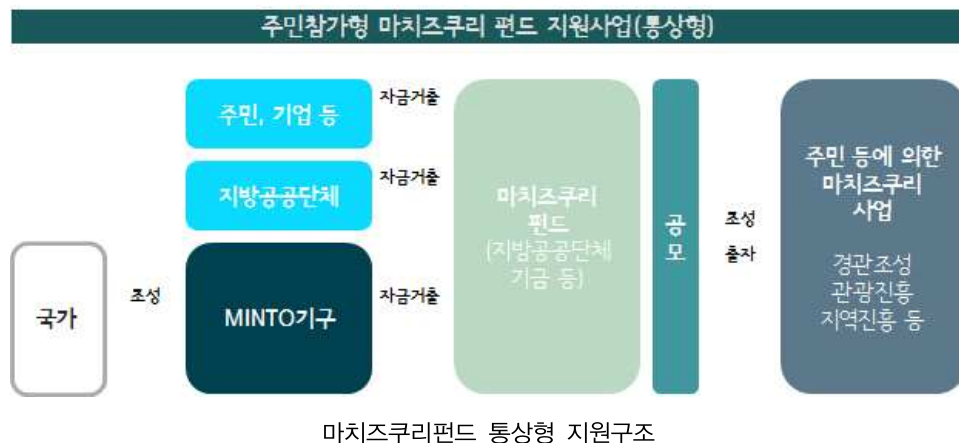 주민참가형 마치즈쿠리 펀드 지원사업(통상형)
주민, 기업 등
자금거출
지방공공단체
자금거출
국가
조성
MINTO기구
자금거출
마치즈쿠리
펀드
(지방공공단체
기금 등)
공
모
조성
출자
주민 등에 의한
마치즈쿠리
사업
경관조성
관광진흥
지역진흥 등
마치즈쿠리펀드 통상형 지원구조